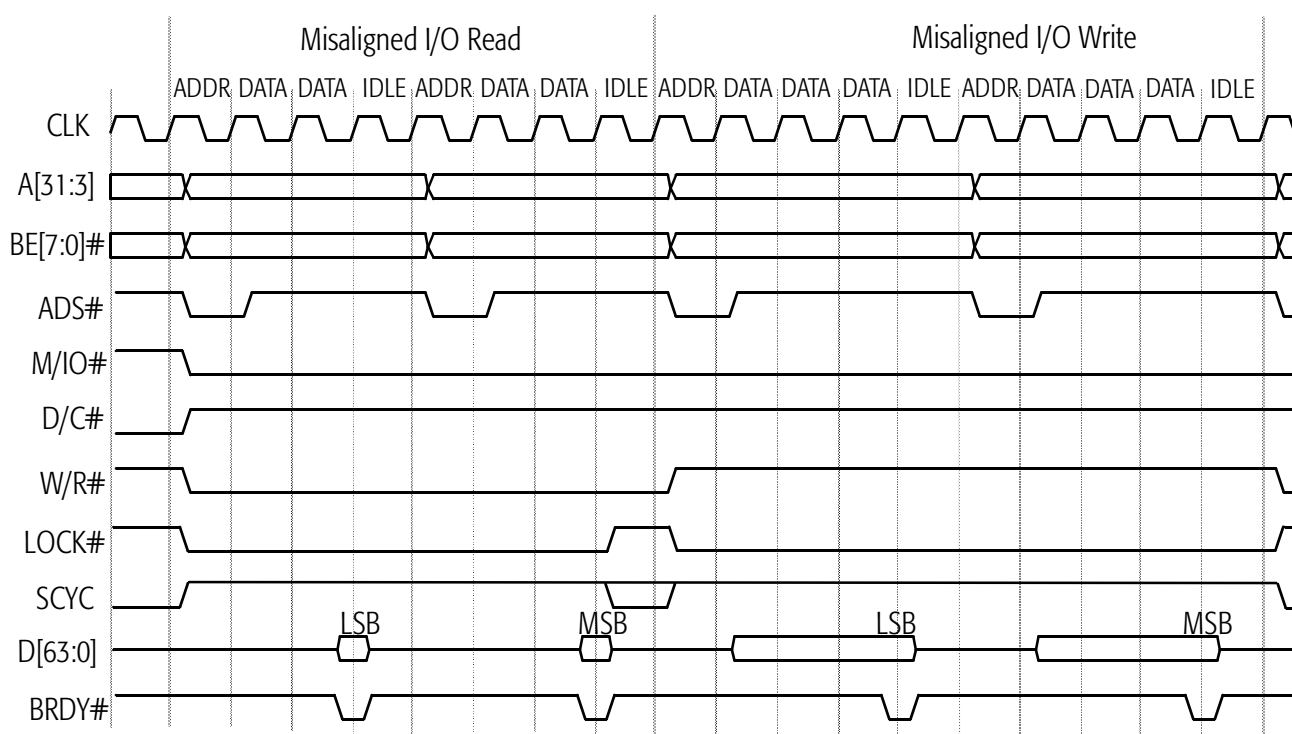 Misaligned I/O Read Misaligned I/O Write
ADDR DATA DATA IDLE ADDR DATA DATA IDLE ADDR DATA DATA DATA IDLE ADDR DATA DATA DATA IDLE
CLK
A[31:3]
BE[7:0]#
ADS#
M/IO#
D/C#
W/R#
LOCK#
SCYC
LSB MSB LSB MSB
D[63:0]
BRDY#